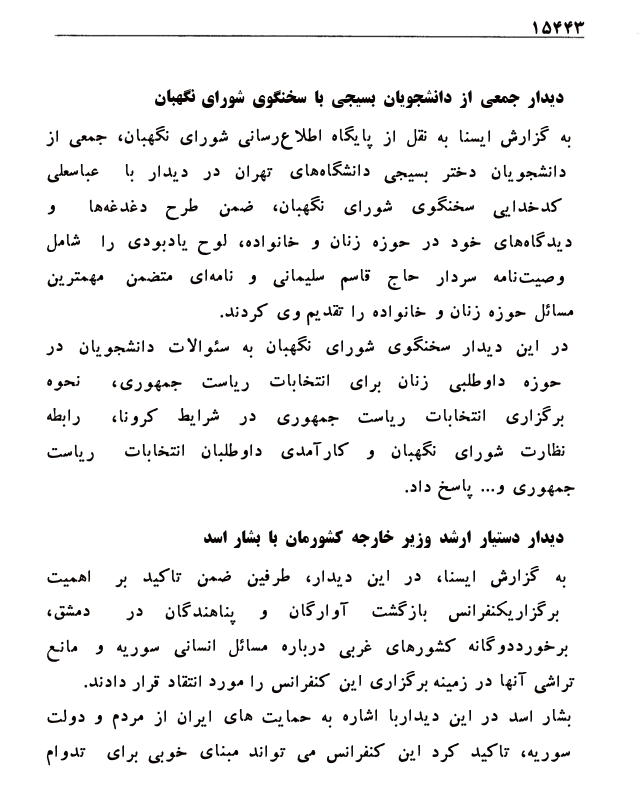 ۱۵۴۴۳
دیدار جمعی از دانشجویان بسیجی با سخنگوی شورای نگهبان
به گزارش ایسنا به نقل از پایگاه اطلاع‌رسانی شورای نگهبان، جمعی از
دانشجویان دختر بسیجی دانشگاه‌های تهران در دیدار با عباسعلی
کدخدایی سخنگوی شورای نگهبان، ضمن طرح دغدغه‌ها و
دیدگاه‌های خود در حوزه زنان و خانواده، لوح یادبودی را شامل
وصیت‌نامه سردار حاج قاسم سلیمانی و نامه‌ای متضمن مهمترین
مسائل حوزه زنان و خانواده را تقدیم وی کردند.
در این دیدار سخنگوی شورای نگهبان به سئوالات دانشجویان در
حوزه داوطلبی زنان برای انتخابات ریاست جمهوری، نحوه
برگزاری انتخابات ریاست جمهوری در شرایط کرونا، رابطه
نظارت شورای نگهبان و کارآمدی داوطلبان انتخابات ریاست
جمهوری و... پاسخ داد.
دیدار دستیار ارشد وزیر خارجه کشورمان با بشار اسد
به گزارش ایسنا، در این دیدار، طرفین ضمن تاکید بر اهمیت
برگزاریکنفرانس بازگشت آوارگان و پناهندگان در دمشق،
برخورددوگانه کشورهای غربی درباره مسائل انسانی سوریه و مانع
تراشی آنها در زمینه برگزاری این کنفرانس را مورد انتقاد قرار دادند.
بشار اسد در این دیداربا اشاره به حمایت های ایران از مردم و دولت
سوریه، تاکید کرد این کنفرانس می تواند مبنای خوبی برای تدوام